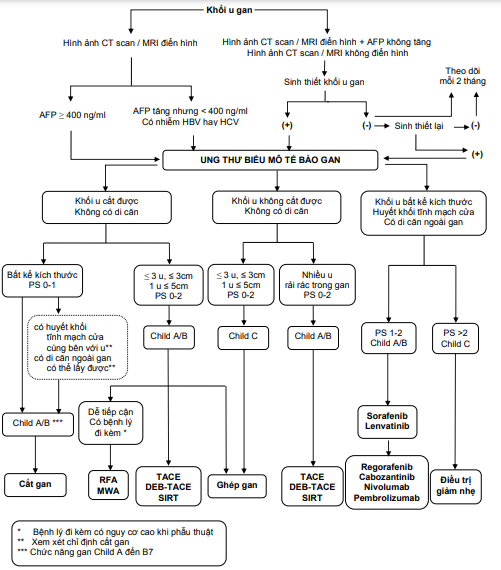 Khối u gan
Hình ảnh CT scan / MRI điển hình
Hình ảnh CT scan / MRI điển hình + AFP không tăng
Hình ảnh CT scan / MRI không điển hình
Sinh thiết khối u gan
Theo dõi
mỗi 2 tháng
AFP ≥ 400 ng/ml
AFP tăng nhưng < 400 ng/ml
Có nhiễm HBV hay HCV
(+)
(-)
Sinh thiết lại
(-)
(+)
UNG THƯ BIỂU MÔ TẾ BÀO GAN
Khối u cắt được
Không có di căn
Khối u không cắt được
Không có di căn
Khối u bất kể kích thước
Huyết khối tĩnh mạch cửa
Có di căn ngoài gan
Bất kể kích thước
PS 0-1
≤ 3 u, ≤ 3cm
1 u ≤ 5cm
PS 0-2
≤ 3 u, ≤ 3cm
1 u ≤ 5cm
PS 0-2
Nhiều u
rải rác trong gan
PS 0-2
có huyết khối
tĩnh mạch cửa
cùng bên với u**
có di căn ngoài gan
có thể lấy được**
Child A/B
Child C
Child A/B
PS 1-2
Child A/B
PS >2
Child C
Child A/B ***
Dễ tiếp cận
Có bệnh lý
đi kèm *
Sorafenib
Lenvatinib
Cắt gan
RFA
MWA
TACE
DEB-TACE
SIRT
Ghép gan
TACE
DEB-TACE
SIRT
Regorafenib
Cabozantinib
Nivolumab
Pembrolizumab
Điều trị
giảm nhẹ
* Bệnh lý đi kèm có nguy cơ cao khi phẫu thuật
** Xem xét chỉ định cắt gan
*** Chức năng gan Child A đến B7